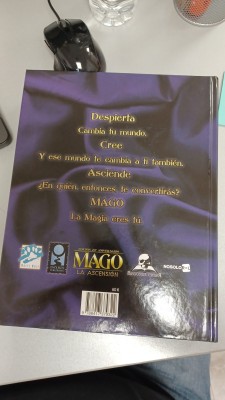 Despierta
Cambia tu mundo.
Cree
Y ese mundo te cambia a ti también.
Asciende
¿En quién, entonces, te convertirás?
MAGO
La Magia eres tú.
MAGO
LA ASCENSIÓN